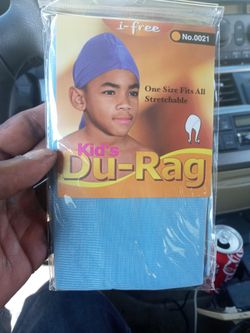 i-free
No.0021
One Size Fits All
Stretchable
Kid's
Du-Rag